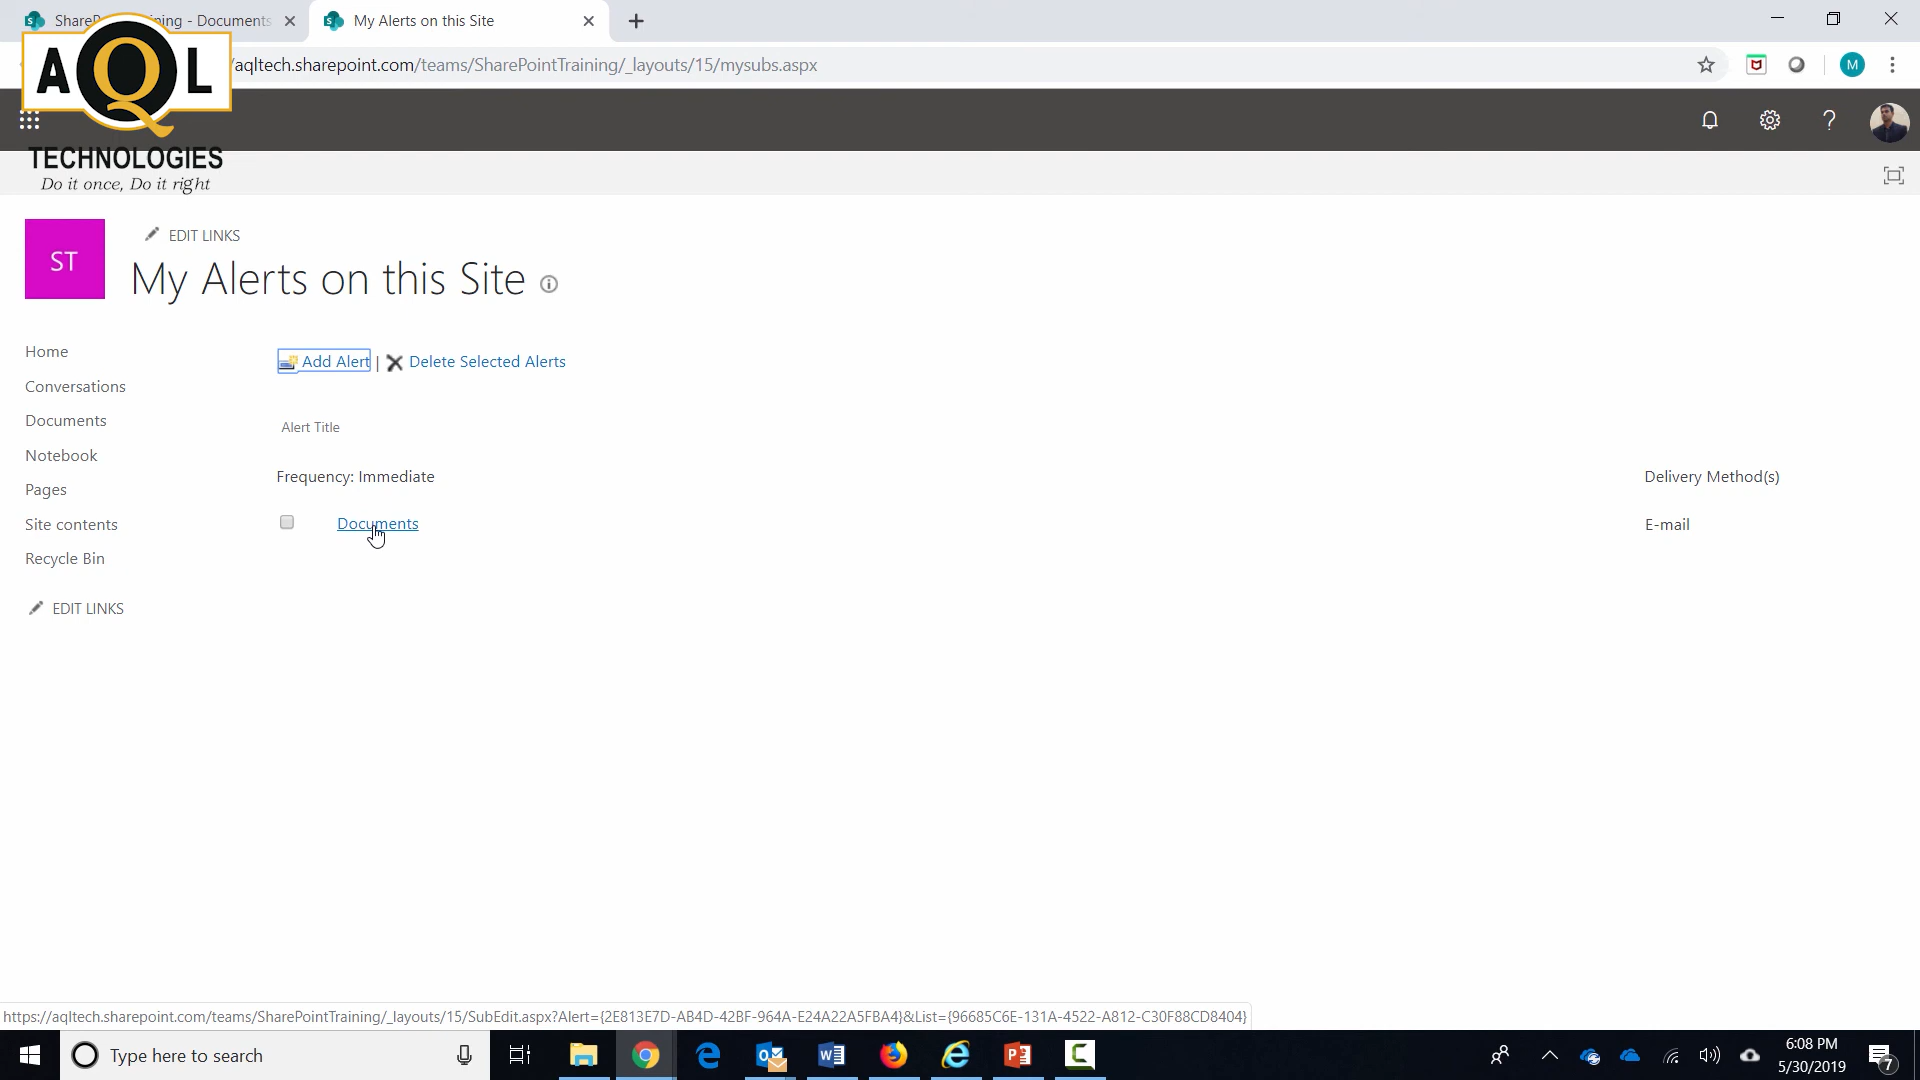 SharePoint Training - Documents
My Alerts on this Site
aqltech.sharepoint.com/teams/SharePointTraining/_layouts/15/mysubs.aspx
M
AQL
TECHNOLOGIES
Do it once, Do it right
ST
EDIT LINKS
My Alerts on this Site
Home
Conversations
Documents
Notebook
Pages
Site contents
Recycle Bin
EDIT LINKS
Add Alert | Delete Selected Alerts
Alert Title
Frequency: Immediate
Delivery Method(s)
Documents
E-mail
https://aqltech.sharepoint.com/teams/SharePointTraining/_layouts/15/SubEdit.aspx?Alert={2E813E7D-AB4D-42BF-964A-E24A22A5FBA4}&List={96685C6E-131A-4522-A812-C30F88CD8404}
Type here to search
6:08 PM
5/30/2019
7